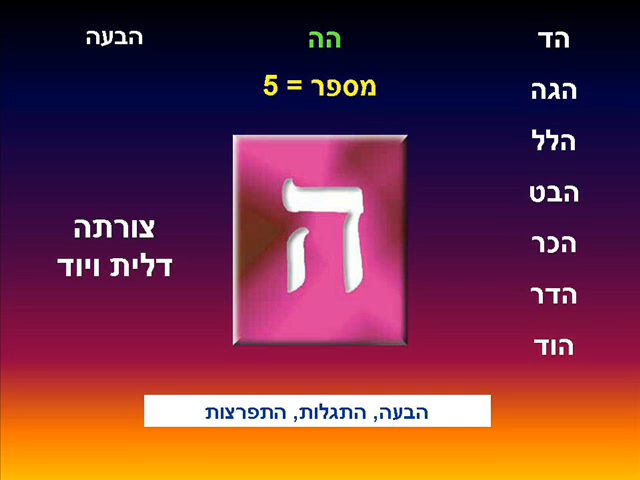 הד
הגה
הלל
הבט
הכר
הדר
הוד
הה
מספר = 5
ה
הבעה
צורתה
דלית ויוד
הבעה, התגלות, התפרצות